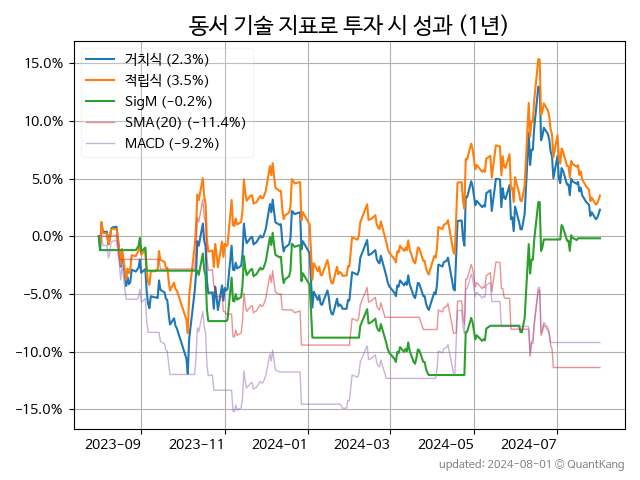 동서 기술 지표로 투자 시 성과 (1년)
거치식 (2.3%)
적립식 (3.5%)
SigM (−0.2%)
SMA(20) (−11.4%)
MACD (−9.2%)
15.0%
10.0%
5.0%
0.0%
−5.0%
−10.0%
−15.0%
2023-09 2023-11 2024-01 2024-03 2024-05 2024-07
updated: 2024-08-01 © QuantKang